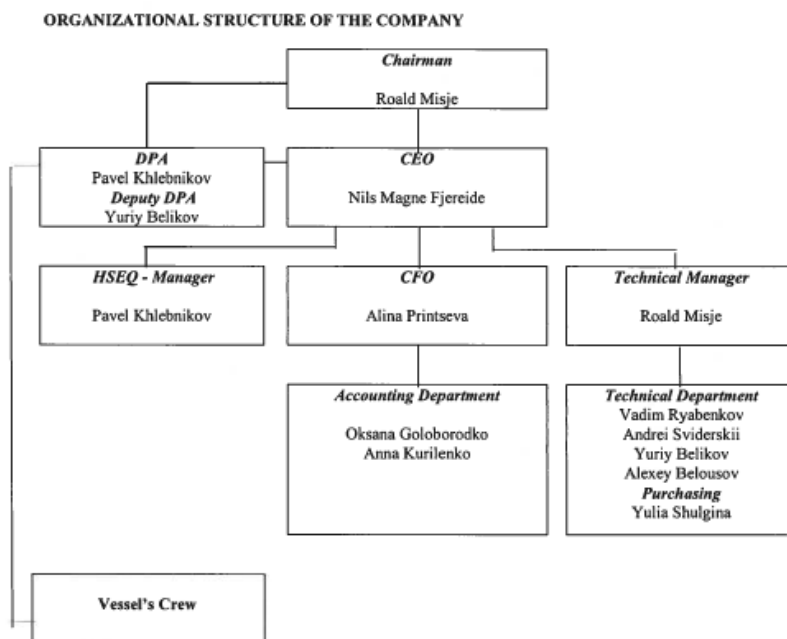 ORGANIZATIONAL STRUCTURE OF THE COMPANY
Chairman
Roald Misje
DPA
Pavel Khlebnikov
Deputy DPA
Yuriy Belikov
CEO
Nils Magne Fjereide
HSEQ - Manager
Pavel Khlebnikov
CFO
Alina Printseva
Technical Manager
Roald Misje
Accounting Department
Oksana Goloborodko
Anna Kurilenko
Technical Department
Vadim Ryabenkov
Andrei Sviderskii
Yuriy Belikov
Alexey Belousov
Purchasing
Yulia Shulgina
Vessel's Crew